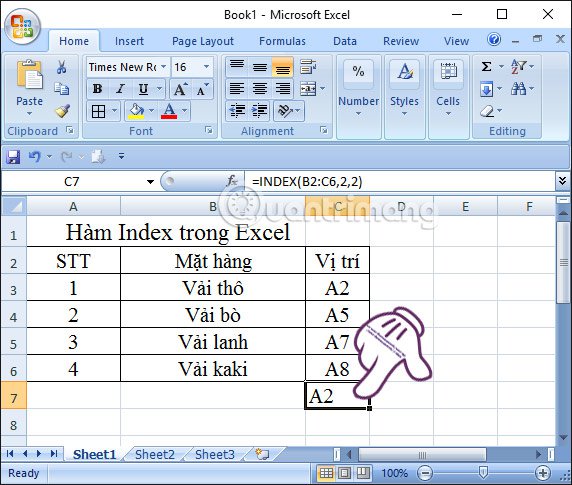 Book1 - Microsoft Excel
Home Insert Page Layout Formulas Data Review View
Times New Ro 16
Paste
B I U A A
% A
Number Styles Cells
Σ
Clipboard Font Alignment Editing
C7 fx =INDEX(B2:C6,2,2)
A B C D E F
1 Hàm Index trong Excel
2 STT Mặt hàng Vị trí
3 1 Vải thô A2
4 2 Vải bò A5
5 3 Vải lanh A7
6 4 Vải kaki A8
7 A2
8
Quantrimang
Sheet1 Sheet2 Sheet3
Ready 100%